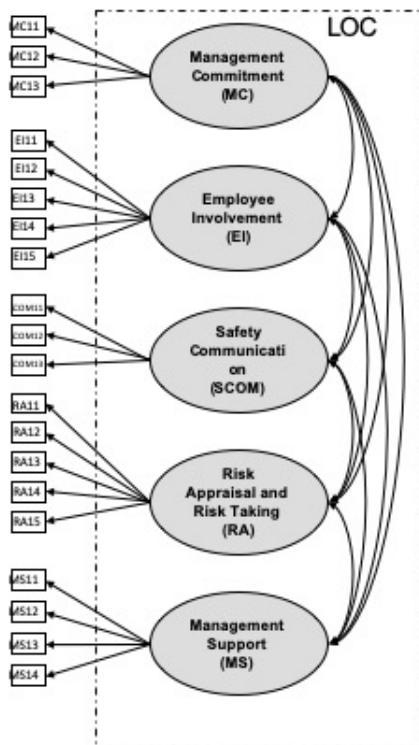 LOC
MC11
MC12
MC13
Management
Commitment
(MC)
EI11
EI12
EI13
EI14
EI15
Employee
Involvement
(EI)
COM11
COM12
COM13
Safety
Communicati
on
(SCOM)
RA11
RA12
RA13
RA14
RA15
Risk
Appraisal and
Risk Taking
(RA)
MS11
MS12
MS13
MS14
Management
Support
(MS)